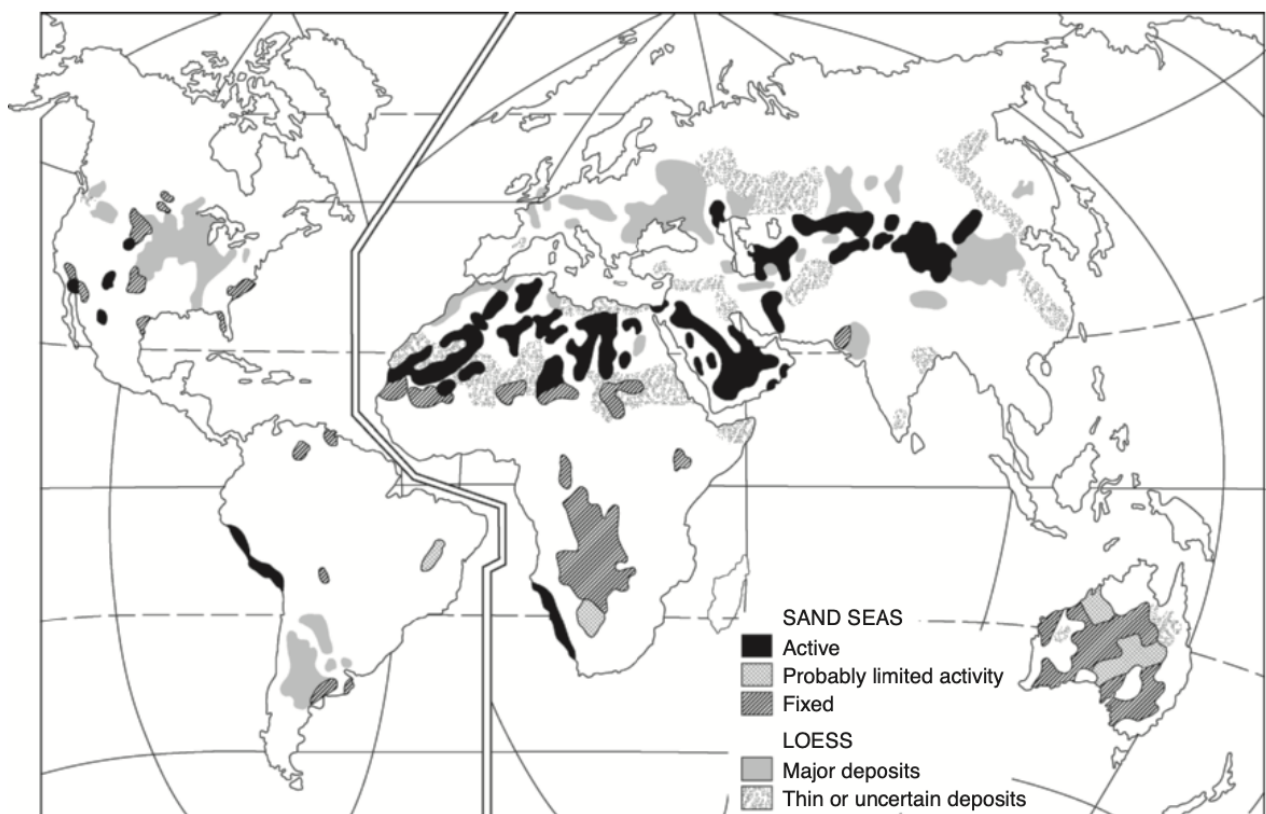 SAND SEAS
Active
Probably limited activity
Fixed
LOESS
Major deposits
Thin or uncertain deposits